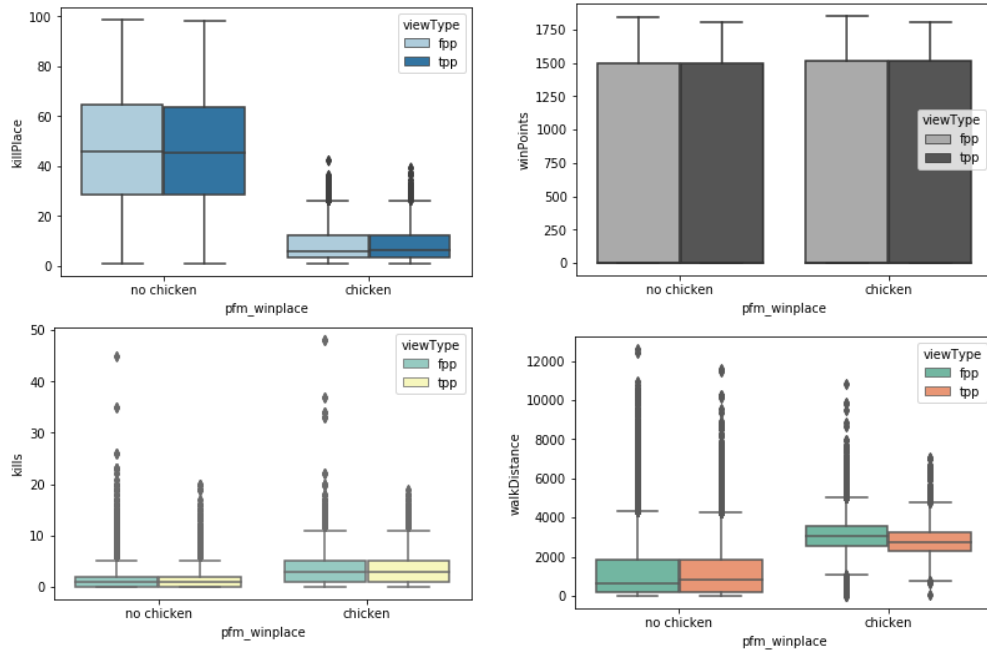 100
80
60
40
20
0
killPlace
viewType
fpp
tpp
no chicken
chicken
pfm_winplace
1750
1500
1250
1000
750
500
250
0
winPoints
viewType
fpp
tpp
no chicken
chicken
pfm_winplace
50
40
30
20
10
0
kills
viewType
fpp
tpp
no chicken
chicken
pfm_winplace
12000
10000
8000
6000
4000
2000
0
walkDistance
viewType
fpp
tpp
no chicken
chicken
pfm_winplace